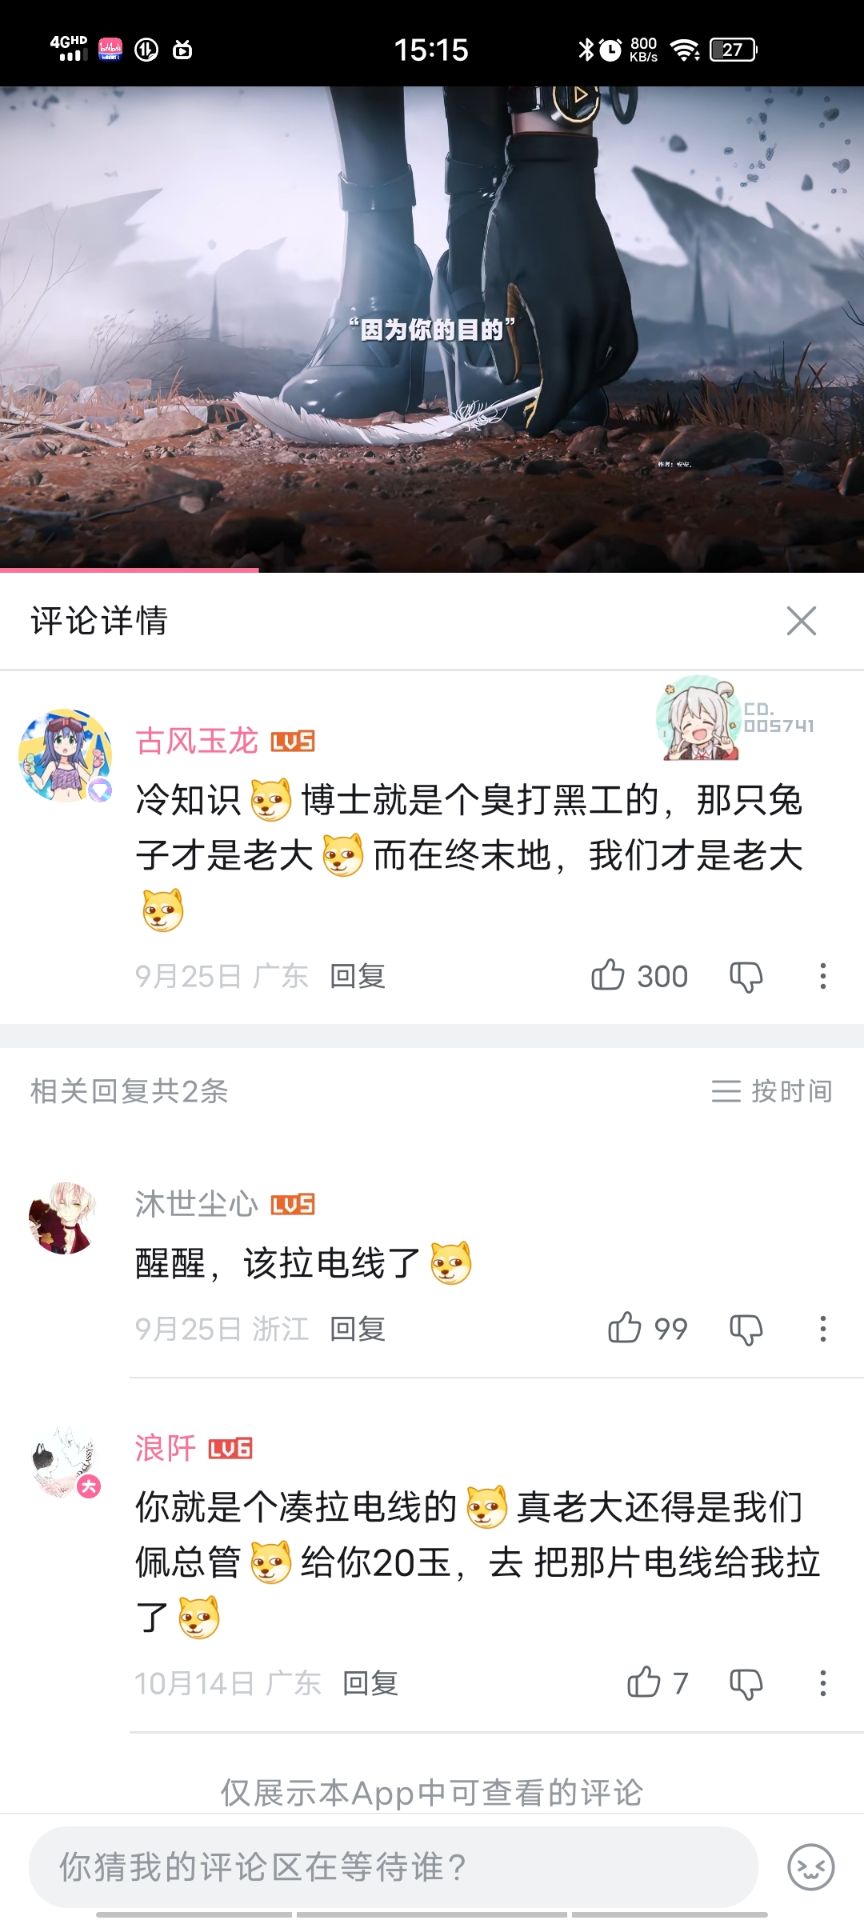 4GHD
15:15
800
KB/s
27
“因为你的目的”
评论详情
古风玉龙 LV5
CD.
005741
冷知识 博士就是个臭打黑工的，那只兔
子才是老大 而在终末地，我们才是老大
9月25日 广东 回复
300
相关回复共2条
按时间
沐世尘心 LV5
醒醒，该拉电线了
9月25日 浙江 回复
99
浪阡 LV6
大
你就是个凑拉电线的 真老大还得是我们
佩总管 给你20玉，去 把那片电线给我拉
了
10月14日 广东 回复
7
仅展示本App中可查看的评论
你猜我的评论区在等待谁？